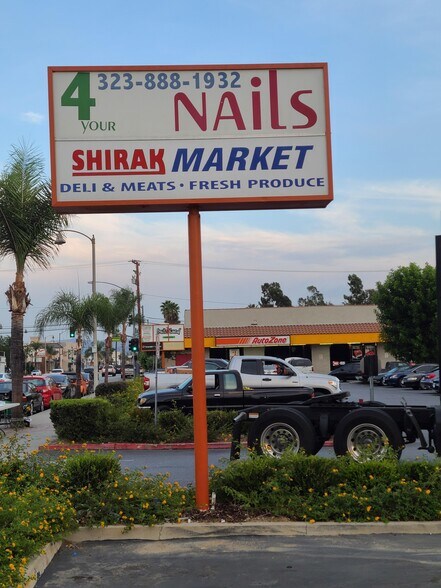 4 323-888-1932
YOUR NAILS
SHIRAK MARKET
DELI & MEATS • FRESH PRODUCE
AutoZone